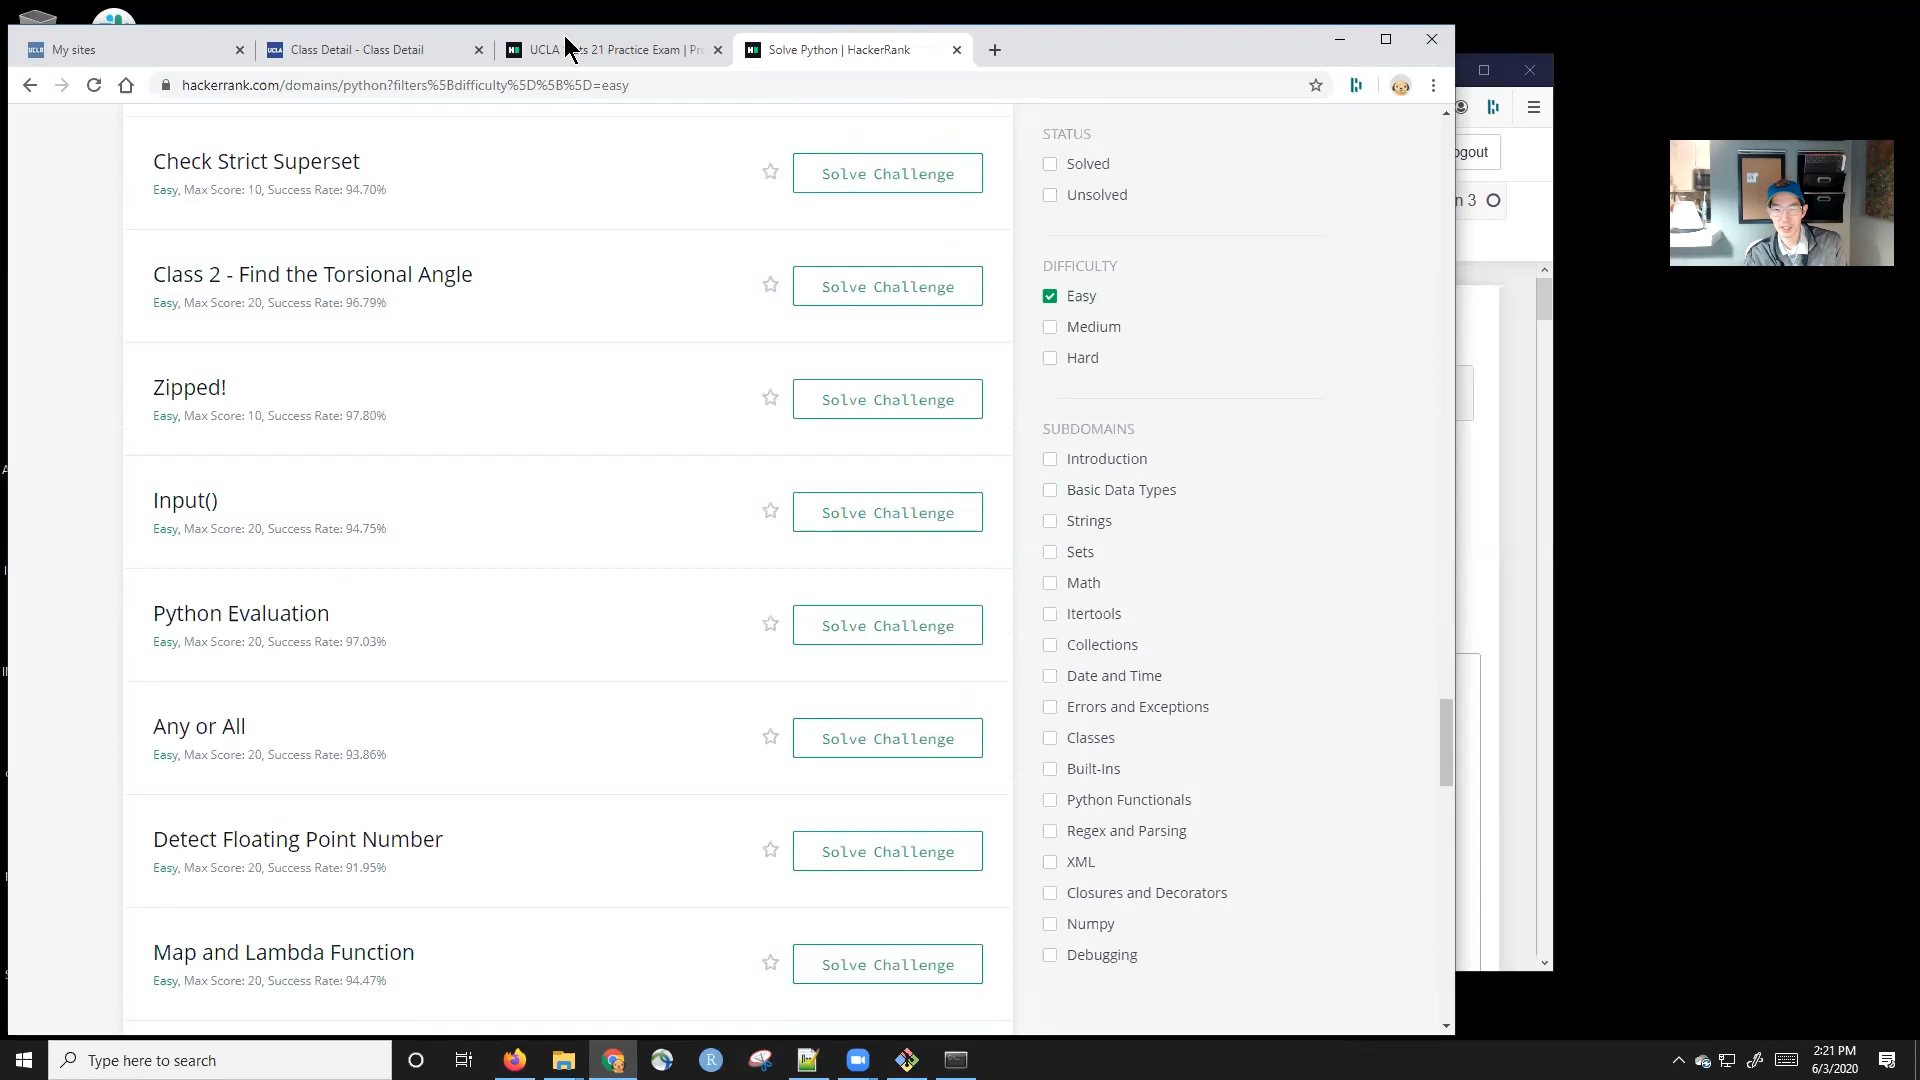 My sites
Class Detail - Class Detail
UCLA
ts 21 Practice Exam | Pr
Solve Python | HackerRank
hackerrank.com/domains/python?filters%5Bdifficulty%5D%5B%5D=easy
Check Strict Superset
Easy, Max Score: 10, Success Rate: 94.70%
Solve Challenge
Class 2 - Find the Torsional Angle
Easy, Max Score: 20, Success Rate: 96.79%
Solve Challenge
Zipped!
Easy, Max Score: 10, Success Rate: 97.80%
Solve Challenge
Input()
Easy, Max Score: 20, Success Rate: 94.75%
Solve Challenge
Python Evaluation
Easy, Max Score: 20, Success Rate: 97.03%
Solve Challenge
Any or All
Easy, Max Score: 20, Success Rate: 93.86%
Solve Challenge
Detect Floating Point Number
Easy, Max Score: 20, Success Rate: 91.95%
Solve Challenge
Map and Lambda Function
Easy, Max Score: 20, Success Rate: 94.47%
Solve Challenge
STATUS
Solved
Unsolved
DIFFICULTY
Easy
Medium
Hard
SUBDOMAINS
Introduction
Basic Data Types
Strings
Sets
Math
Itertools
Collections
Date and Time
Errors and Exceptions
Classes
Built-Ins
Python Functionals
Regex and Parsing
XML
Closures and Decorators
Numpy
Debugging
ogout
n 3
Type here to search
2:21 PM
6/3/2020